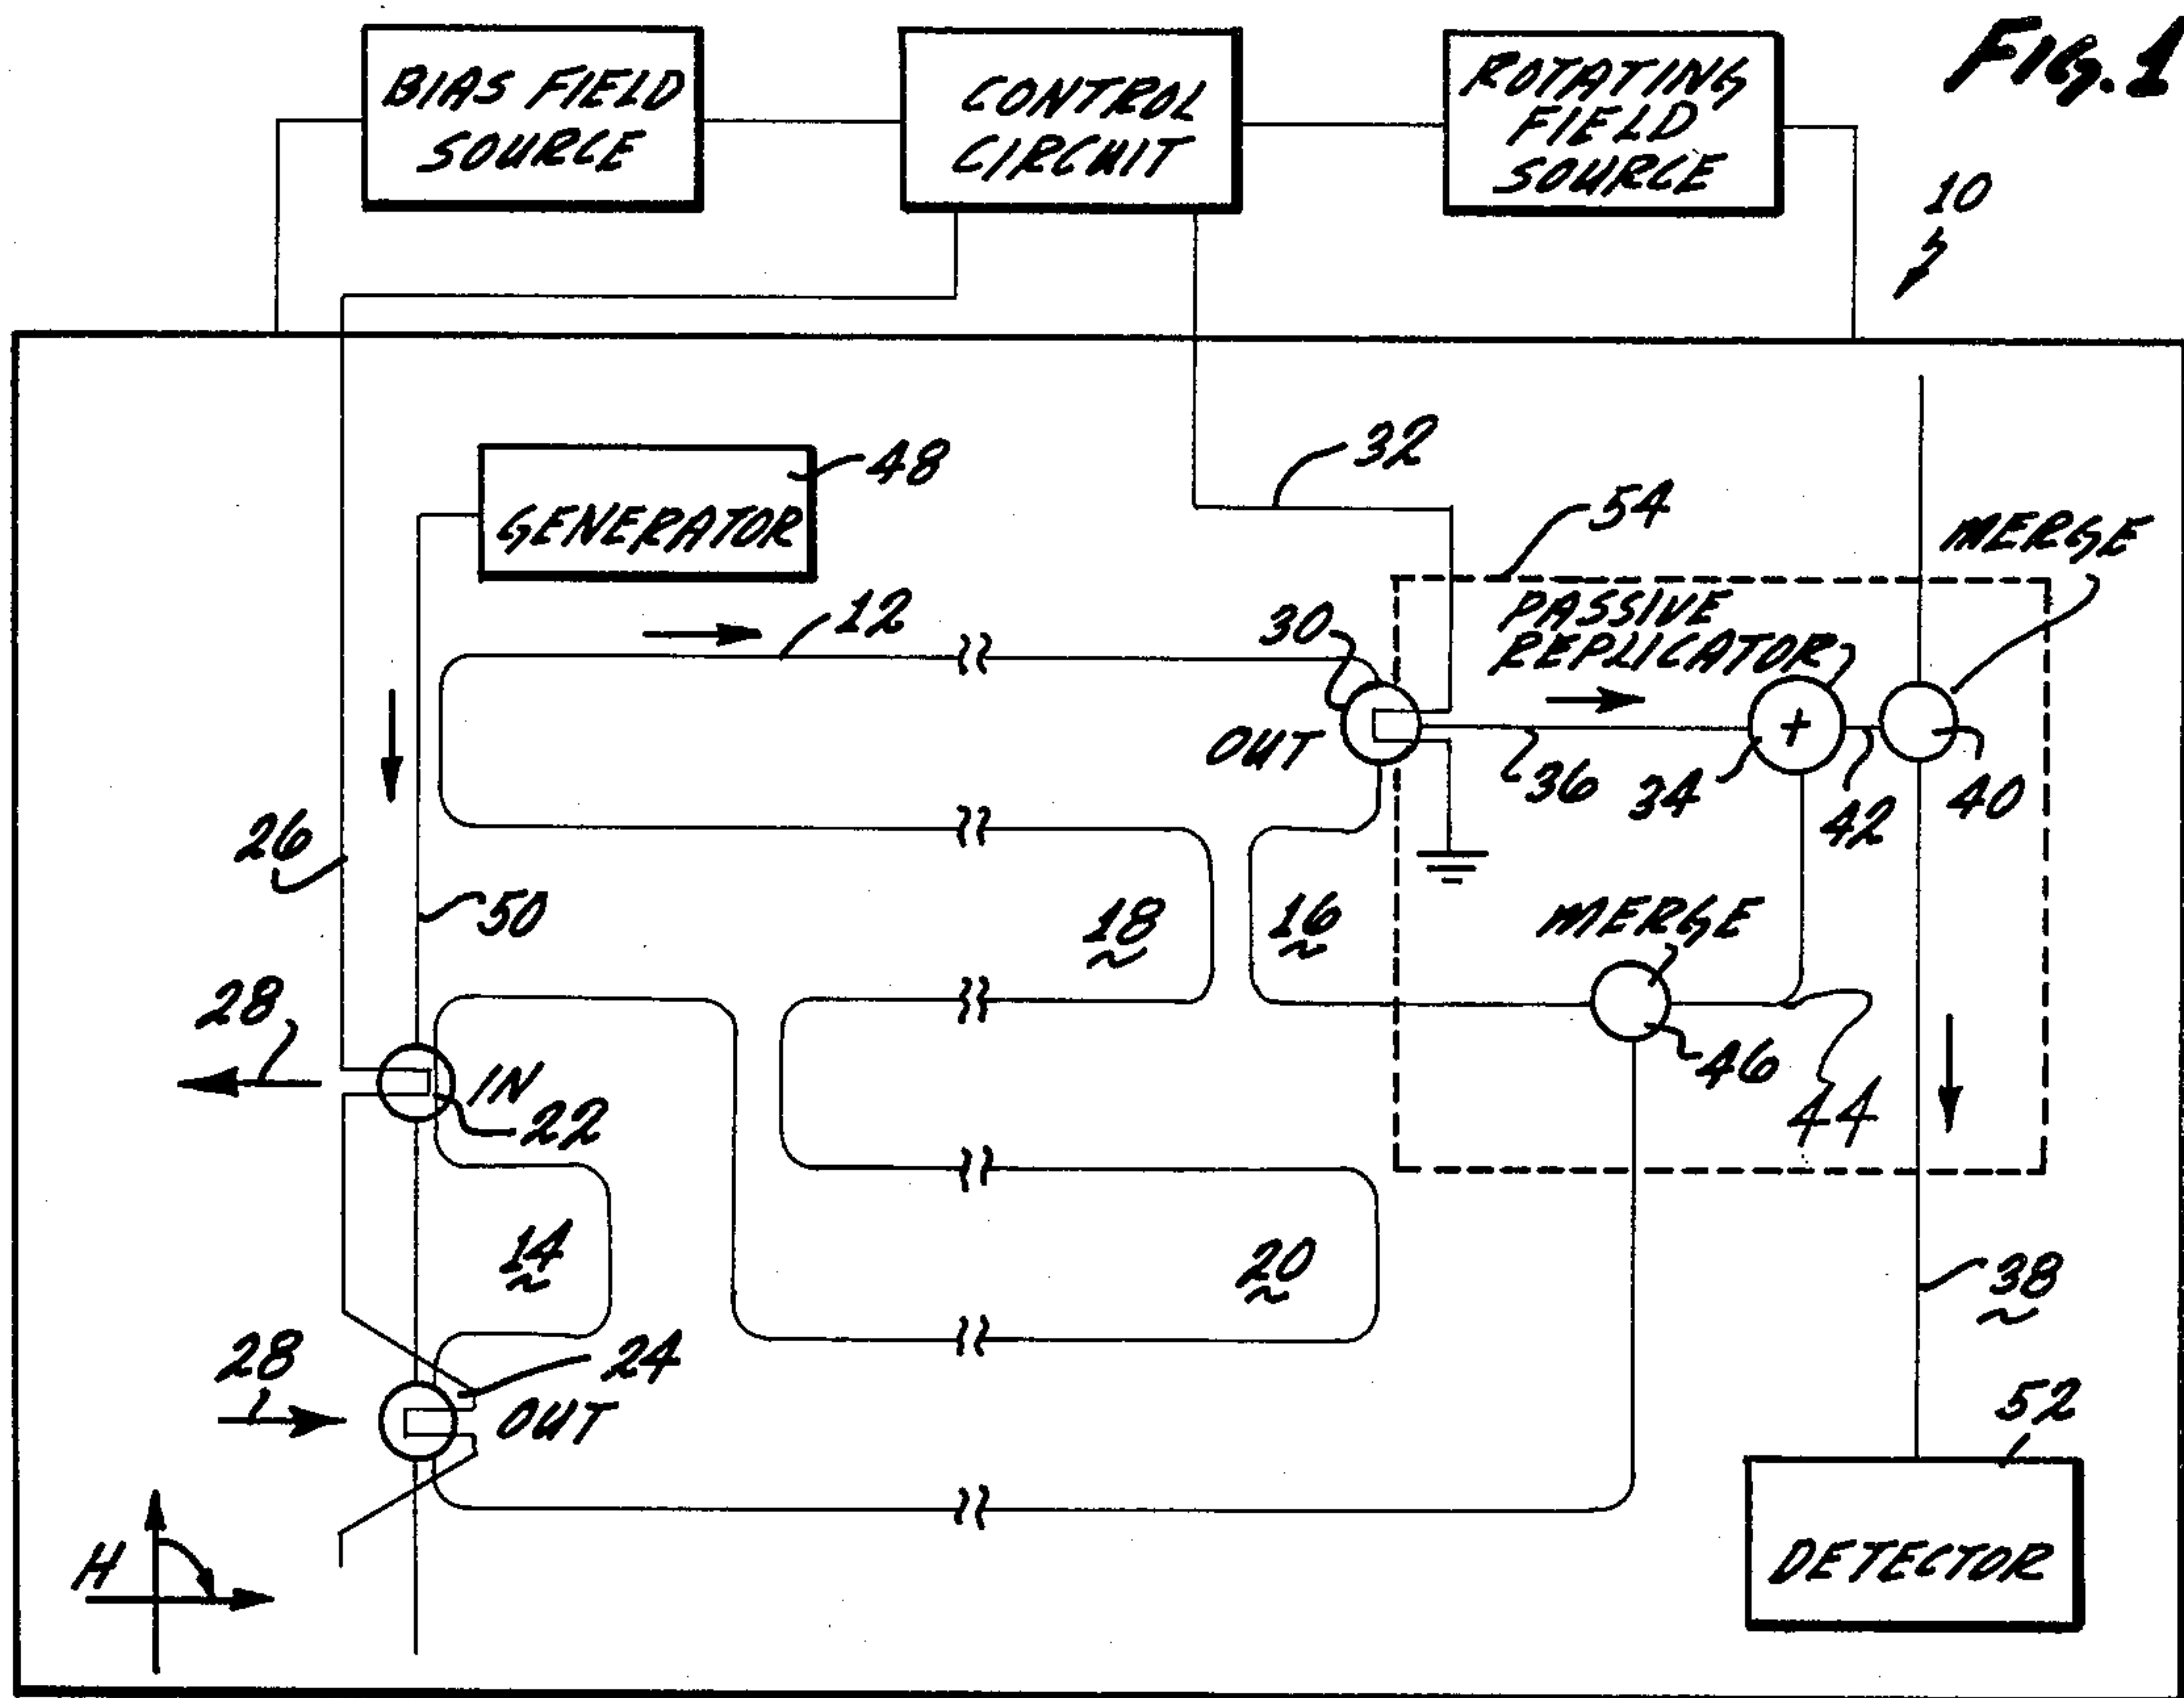 FIG. 1
BIAS FIELD
SOURCE
CONTROL
CIRCUIT
ROTATING
FIELD
SOURCE
10
48
GENERATOR
32
54
MERGE
12
30
PASSIVE
REPLICATOR
OUT
36
34
42
40
26
50
18
16
MERGE
28
IN
22
46
44
14
20
38
28
24
OUT
52
H
DETECTOR